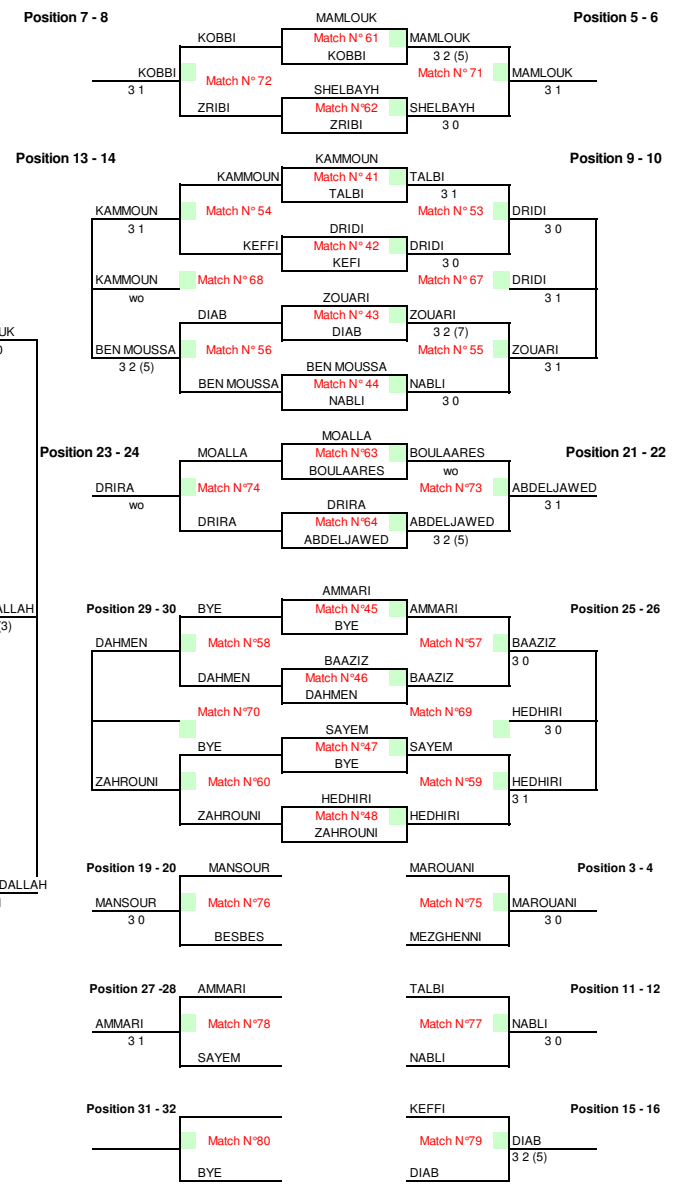 MAMLOUK
Position 7 - 8 Position 5 - 6
KOBBI Match N° 61 MAMLOUK
KOBBI 3 2 (5)
KOBBI Match N° 72 Match N° 71 MAMLOUK
3 1 SHELBAYH 3 1
ZRIBI Match N°62 SHELBAYH
ZRIBI 3 0
Position 13 - 14 KAMMOUN Position 9 - 10
KAMMOUN Match N° 41 TALBI
TALBI 3 1
KAMMOUN Match N° 54 Match N° 53 DRIDI
3 1 DRIDI 3 0
KEFFI Match N° 42 DRIDI
KEFI 3 0
KAMMOUN Match N° 68 Match N° 67 DRIDI
wo ZOUARI 3 1
DIAB Match N° 43 ZOUARI
UK DIAB 3 2 (7)
BEN MOUSSA Match N° 56 Match N° 55 ZOUARI
3 2 (5) BEN MOUSSA 3 1
BEN MOUSSA Match N° 44 NABLI
NABLI 3 0
MOALLA
Position 23 - 24 MOALLA Match N°63 BOULAARES Position 21 - 22
BOULAARES wo
DRIRA Match N°74 Match N°73 ABDELJAWED
wo DRIRA 3 1
DRIRA Match N°64 ABDELJAWED
ABDELJAWED 3 2 (5)
AMMARI
ALLAH Position 29 - 30 BYE Match N°45 AMMARI Position 25 - 26
(3) BYE
DAHMEN Match N°58 Match N°57 BAAZIZ
BAAZIZ 3 0
DAHMEN Match N°46 BAAZIZ
DAHMEN
Match N°70 Match N°69 HEDHIRI
SAYEM 3 0
BYE Match N°47 SAYEM
BYE
ZAHROUNI Match N°60 Match N°59 HEDHIRI
HEDHIRI 3 1
ZAHROUNI Match N°48 HEDHIRI
ZAHROUNI
Position 19 - 20 MANSOUR MAROUANI Position 3 - 4
DALLAH
MANSOUR Match N°76 Match N°75 MAROUANI
3 0 3 0
BESBES MEZGHENNI
Position 27 -28 AMMARI TALBI Position 11 - 12
AMMARI Match N°78 Match N°77 NABLI
3 1 3 0
SAYEM NABLI
Position 31 - 32 KEFFI Position 15 - 16
Match N°80 Match N°79 DIAB
3 2 (5)
BYE DIAB